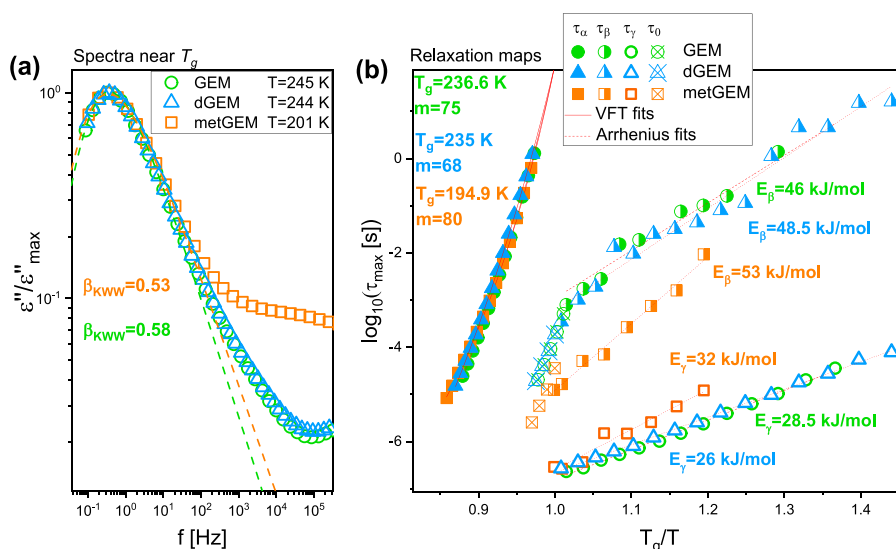 (a)
Spectra near Tg
GEM T=245 K
dGEM T=244 K
metGEM T=201 K
βKWW=0.53
βKWW=0.58
ε''/ε''max
10⁰
10⁻¹
10⁻¹ 10⁰ 10¹ 10² 10³ 10⁴ 10⁵
f [Hz]
(b)
Relaxation maps
τα τβ τγ τ0
GEM
dGEM
metGEM
VFT fits
Arrhenius fits
Tg=236.6 K
m=75
Tg=235 K
m=68
Tg=194.9 K
m=80
Eβ=46 kJ/mol
Eβ=48.5 kJ/mol
Eβ=53 kJ/mol
Eγ=32 kJ/mol
Eγ=28.5 kJ/mol
Eγ=26 kJ/mol
log10(τmax [s])
0
-2
-4
-6
0.9 1.0 1.1 1.2 1.3 1.4
Tg/T